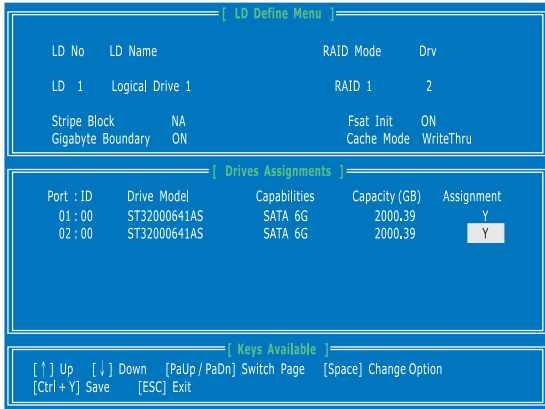 [ LD Define Menu ]
LD No LD Name RAID Mode Drv
LD 1 Logical Drive 1 RAID 1 2
Stripe Block NA Fsat Init ON
Gigabyte Boundary ON Cache Mode WriteThru
[ Drives Assignments ]
Port : ID Drive Model Capabilities Capacity (GB) Assignment
01 : 00 ST32000641AS SATA 6G 2000.39 Y
02 : 00 ST32000641AS SATA 6G 2000.39 Y
[ Keys Available ]
[ ↑ ] Up [ ↓ ] Down [PaUp / PaDn] Switch Page [Space] Change Option
[Ctrl + Y] Save [ESC] Exit